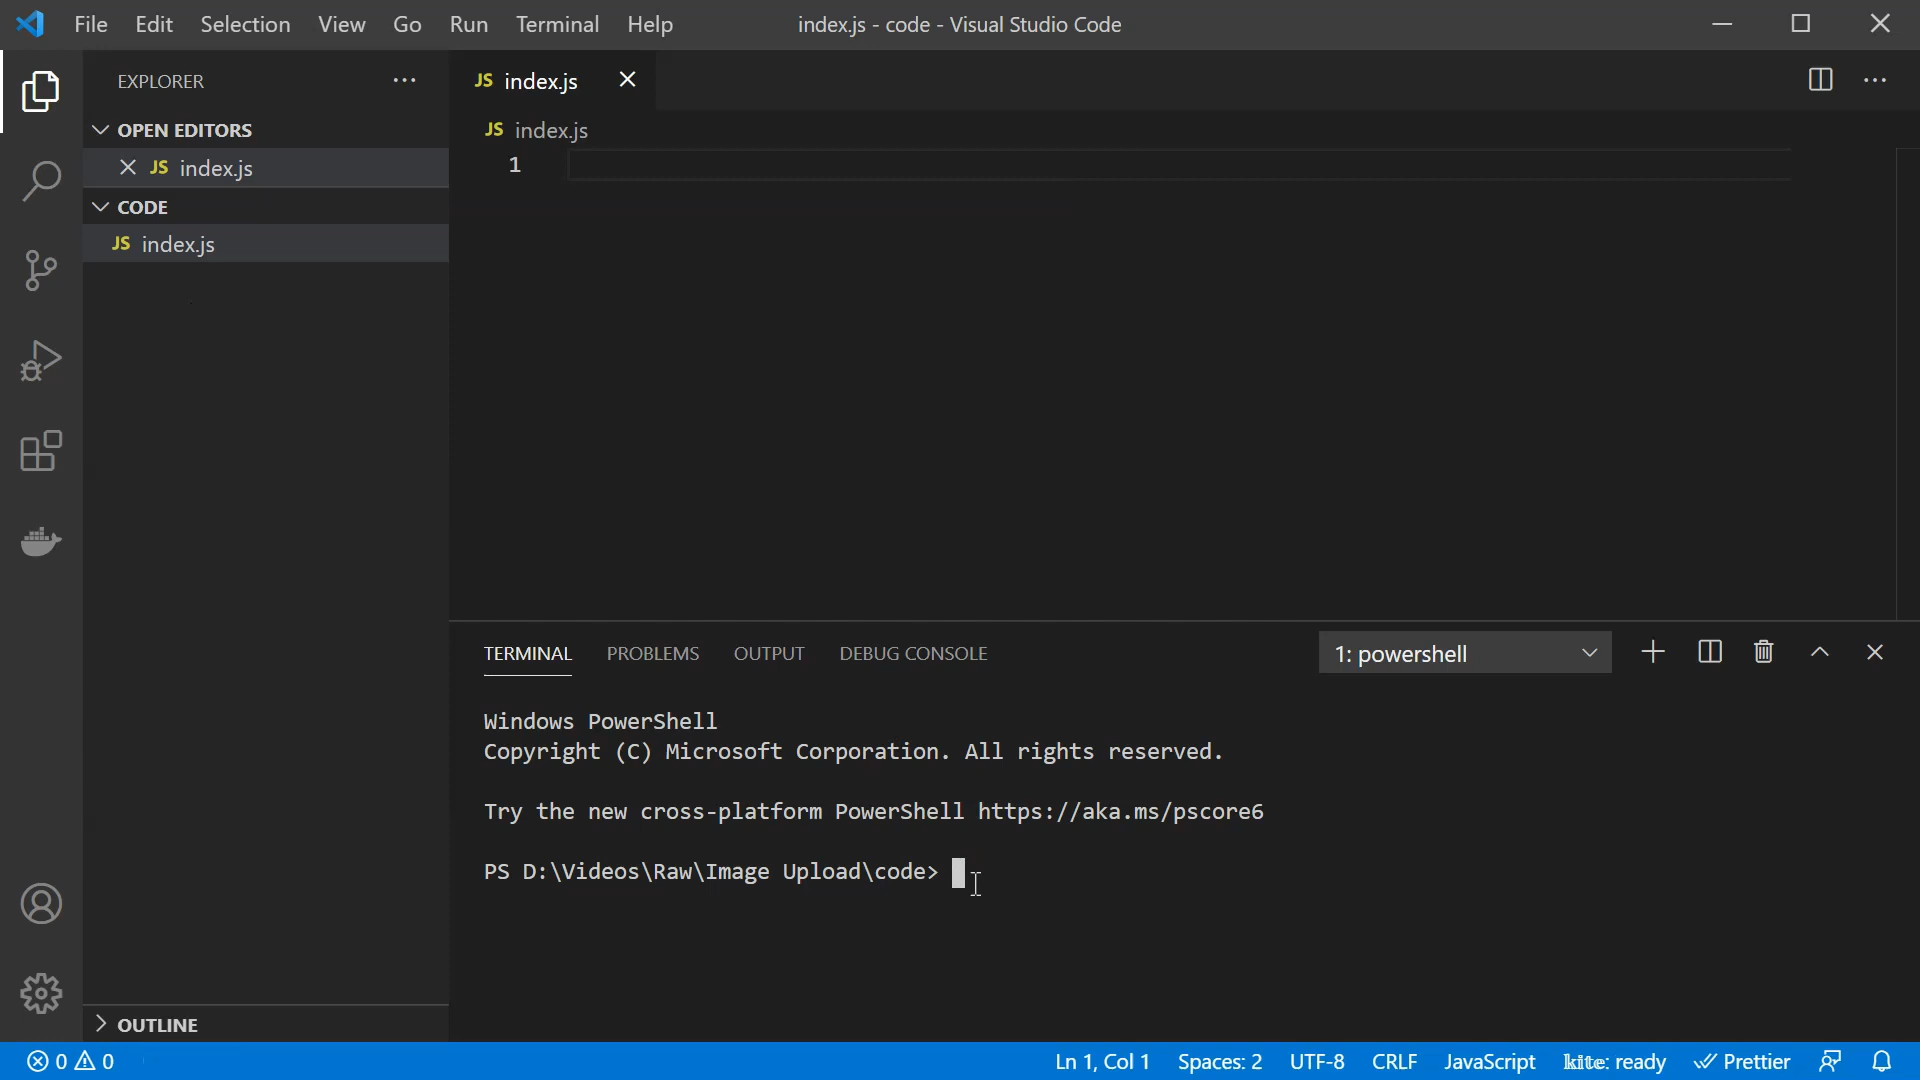 File Edit Selection View Go Run Terminal Help
index.js - code - Visual Studio Code
EXPLORER
OPEN EDITORS
JS index.js
CODE
JS index.js
OUTLINE
JS index.js
JS index.js
1
TERMINAL PROBLEMS OUTPUT DEBUG CONSOLE
1: powershell
Windows PowerShell
Copyright (C) Microsoft Corporation. All rights reserved.
Try the new cross-platform PowerShell https://aka.ms/pscore6
PS D:\Videos\Raw\Image Upload\code>
0 0 Ln 1, Col 1 Spaces: 2 UTF-8 CRLF JavaScript kite: ready Prettier